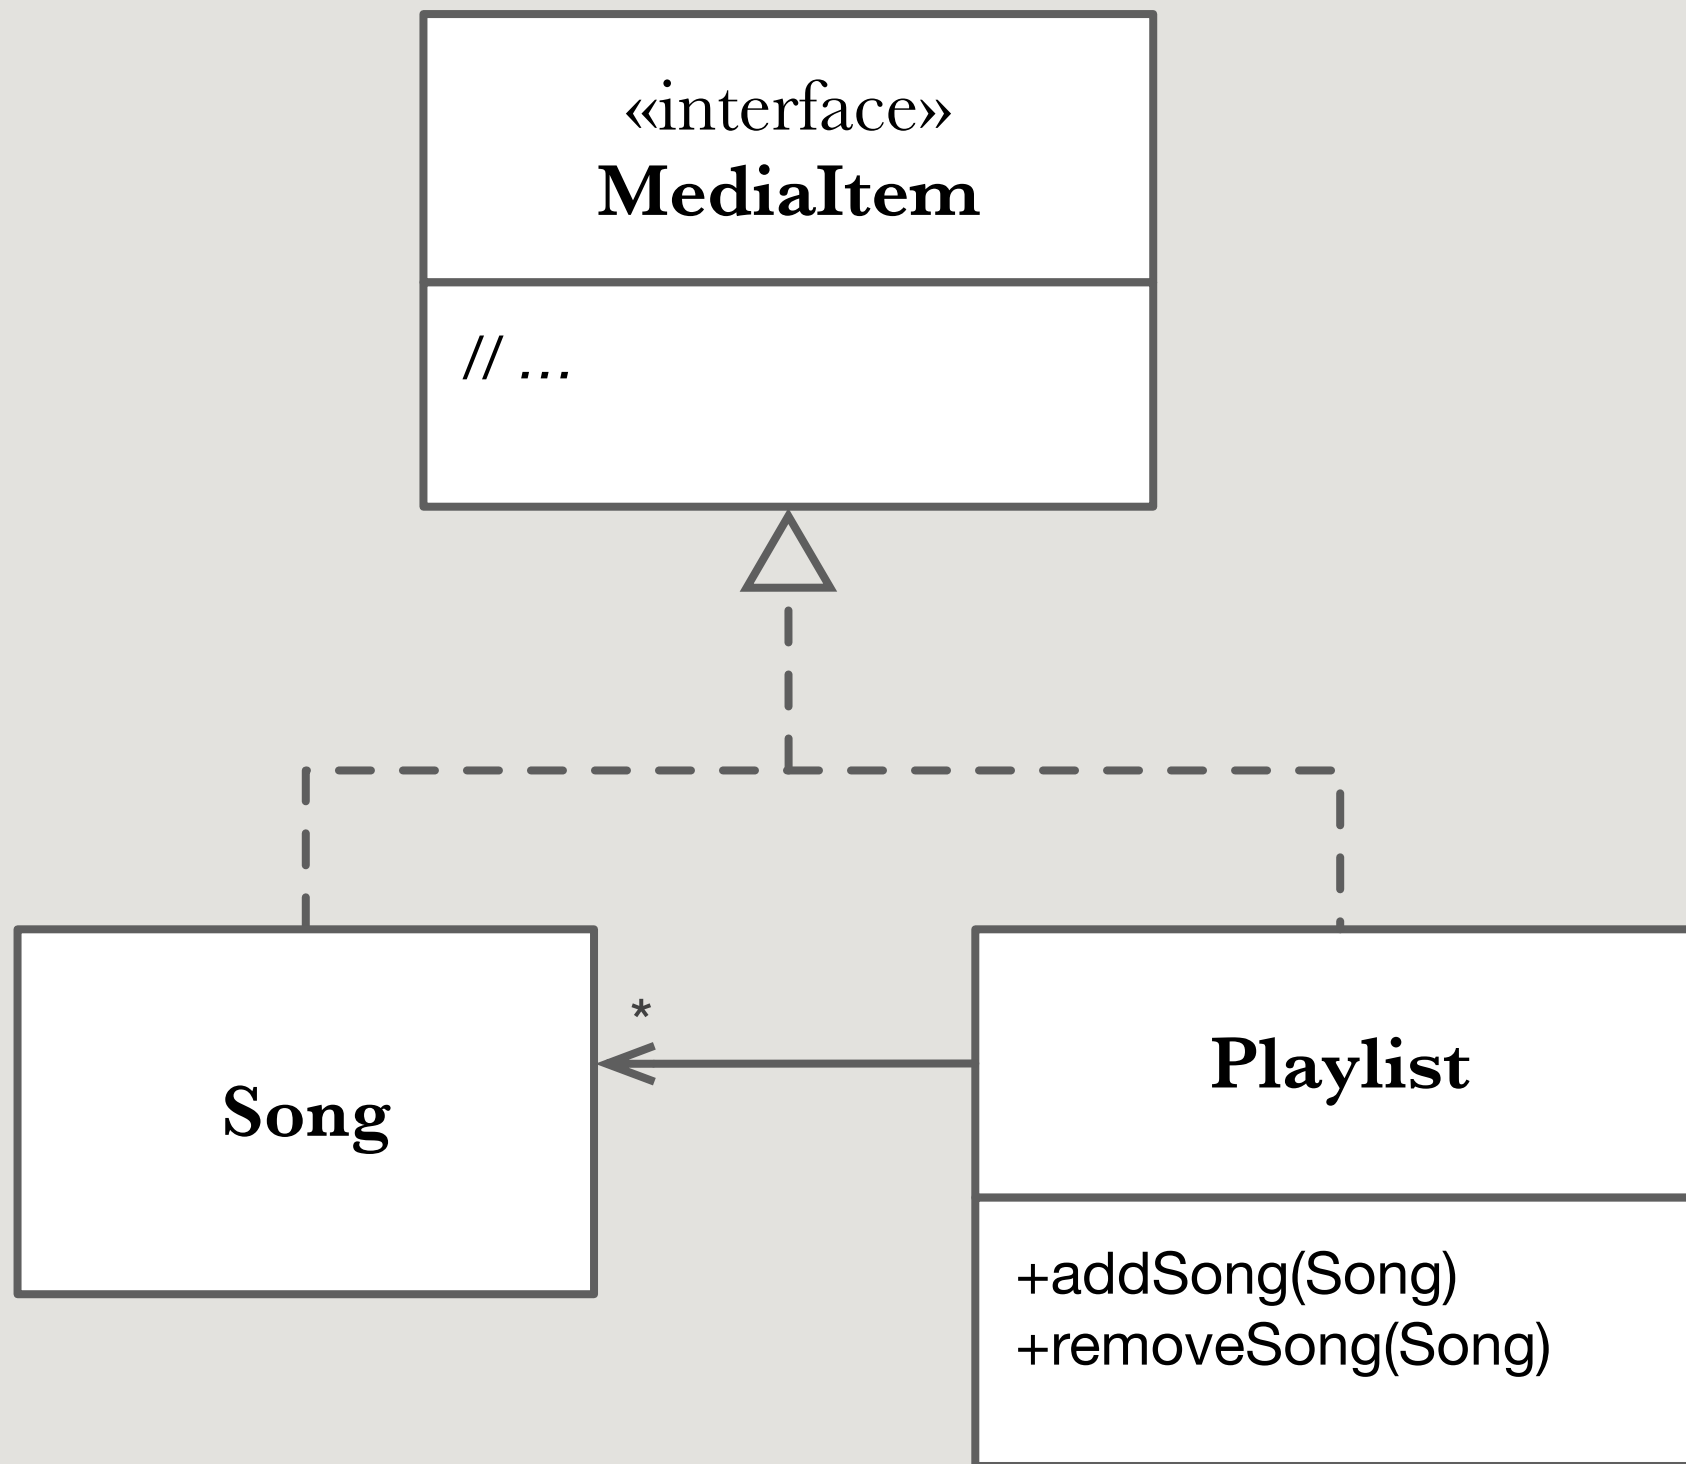 «interface»
MediaItem
// ...
*
Song
Playlist
+addSong(Song)
+removeSong(Song)